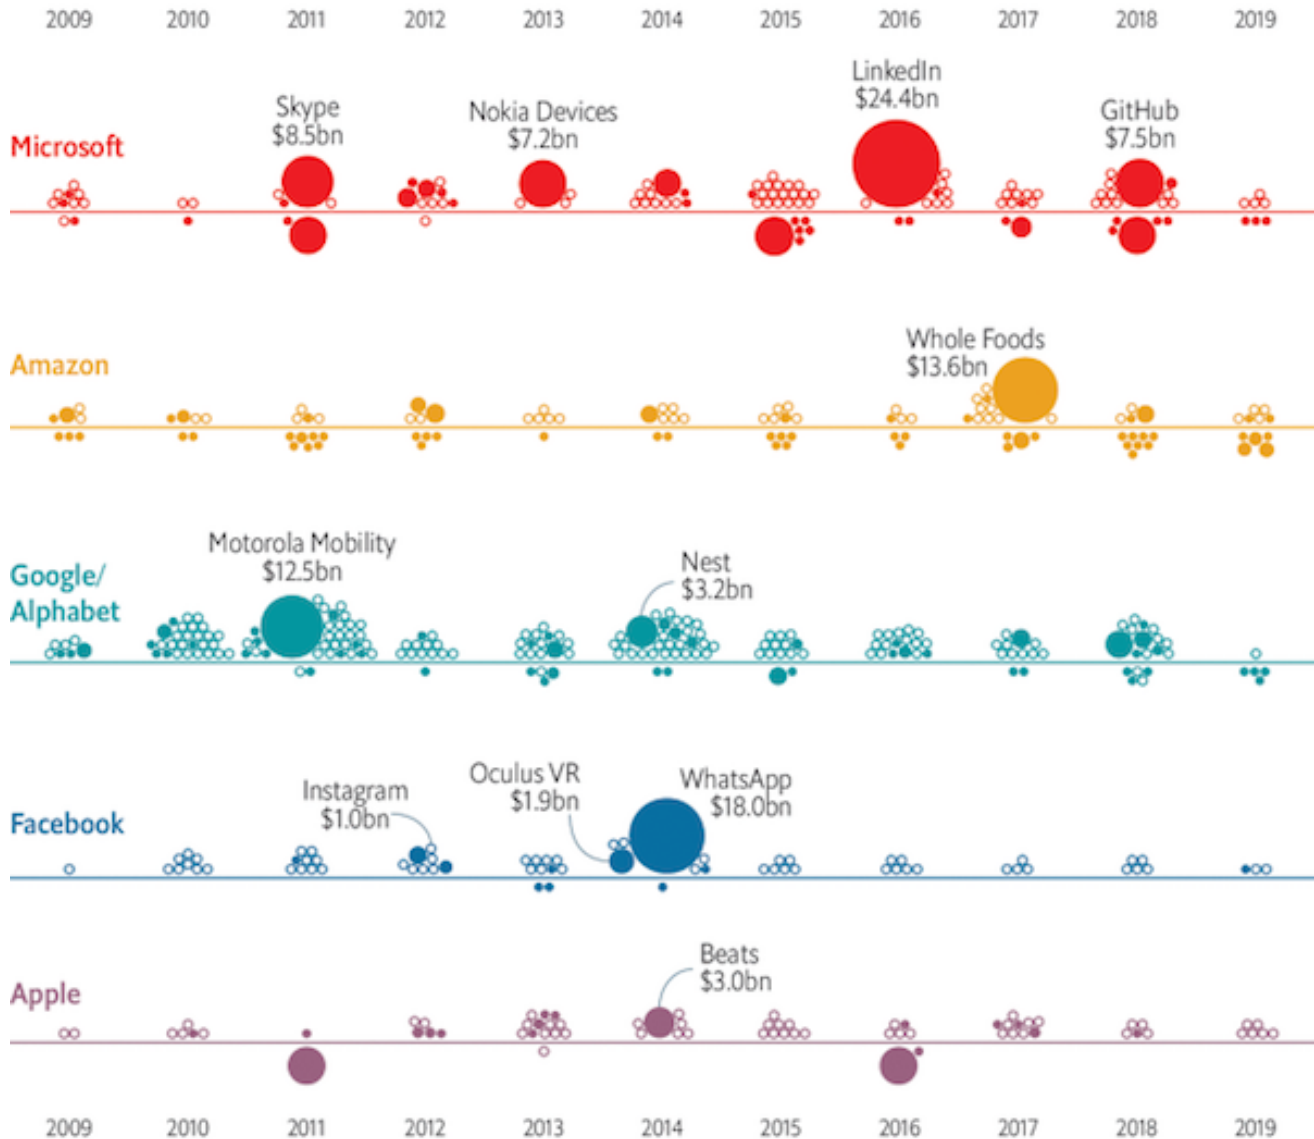 2009 2010 2011 2012 2013 2014 2015 2016 2017 2018 2019
Microsoft
Skype
$8.5bn
Nokia Devices
$7.2bn
LinkedIn
$24.4bn
GitHub
$7.5bn
Amazon
Whole Foods
$13.6bn
Google/
Alphabet
Motorola Mobility
$12.5bn
Nest
$3.2bn
Facebook
Instagram
$1.0bn
Oculus VR
$1.9bn
WhatsApp
$18.0bn
Apple
Beats
$3.0bn
2009 2010 2011 2012 2013 2014 2015 2016 2017 2018 2019